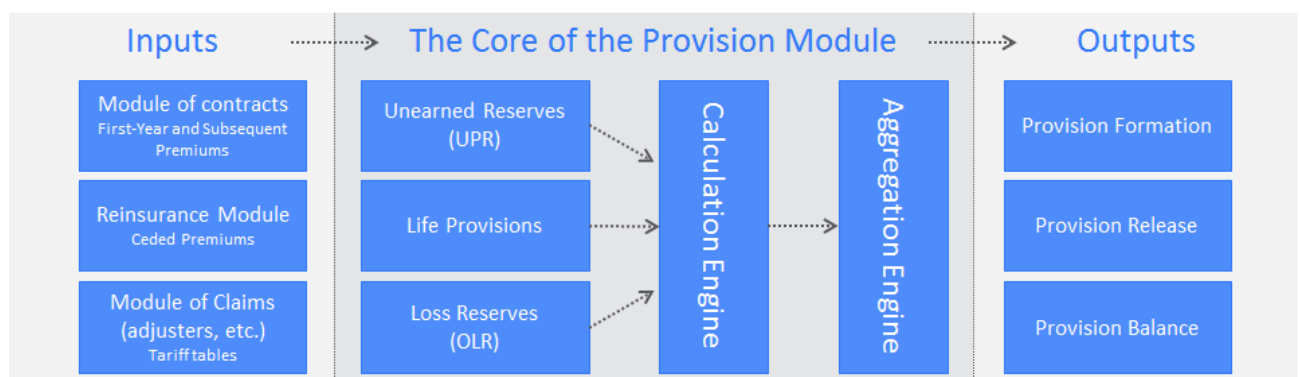 Inputs
The Core of the Provision Module
Outputs
Module of contracts
First-Year and Subsequent
Premiums
Reinsurance Module
Ceded Premiums
Module of Claims
(adjusters, etc.)
Tariff tables
Unearned Reserves
(UPR)
Life Provisions
Loss Reserves
(OLR)
Calculation Engine
Aggregation Engine
Provision Formation
Provision Release
Provision Balance